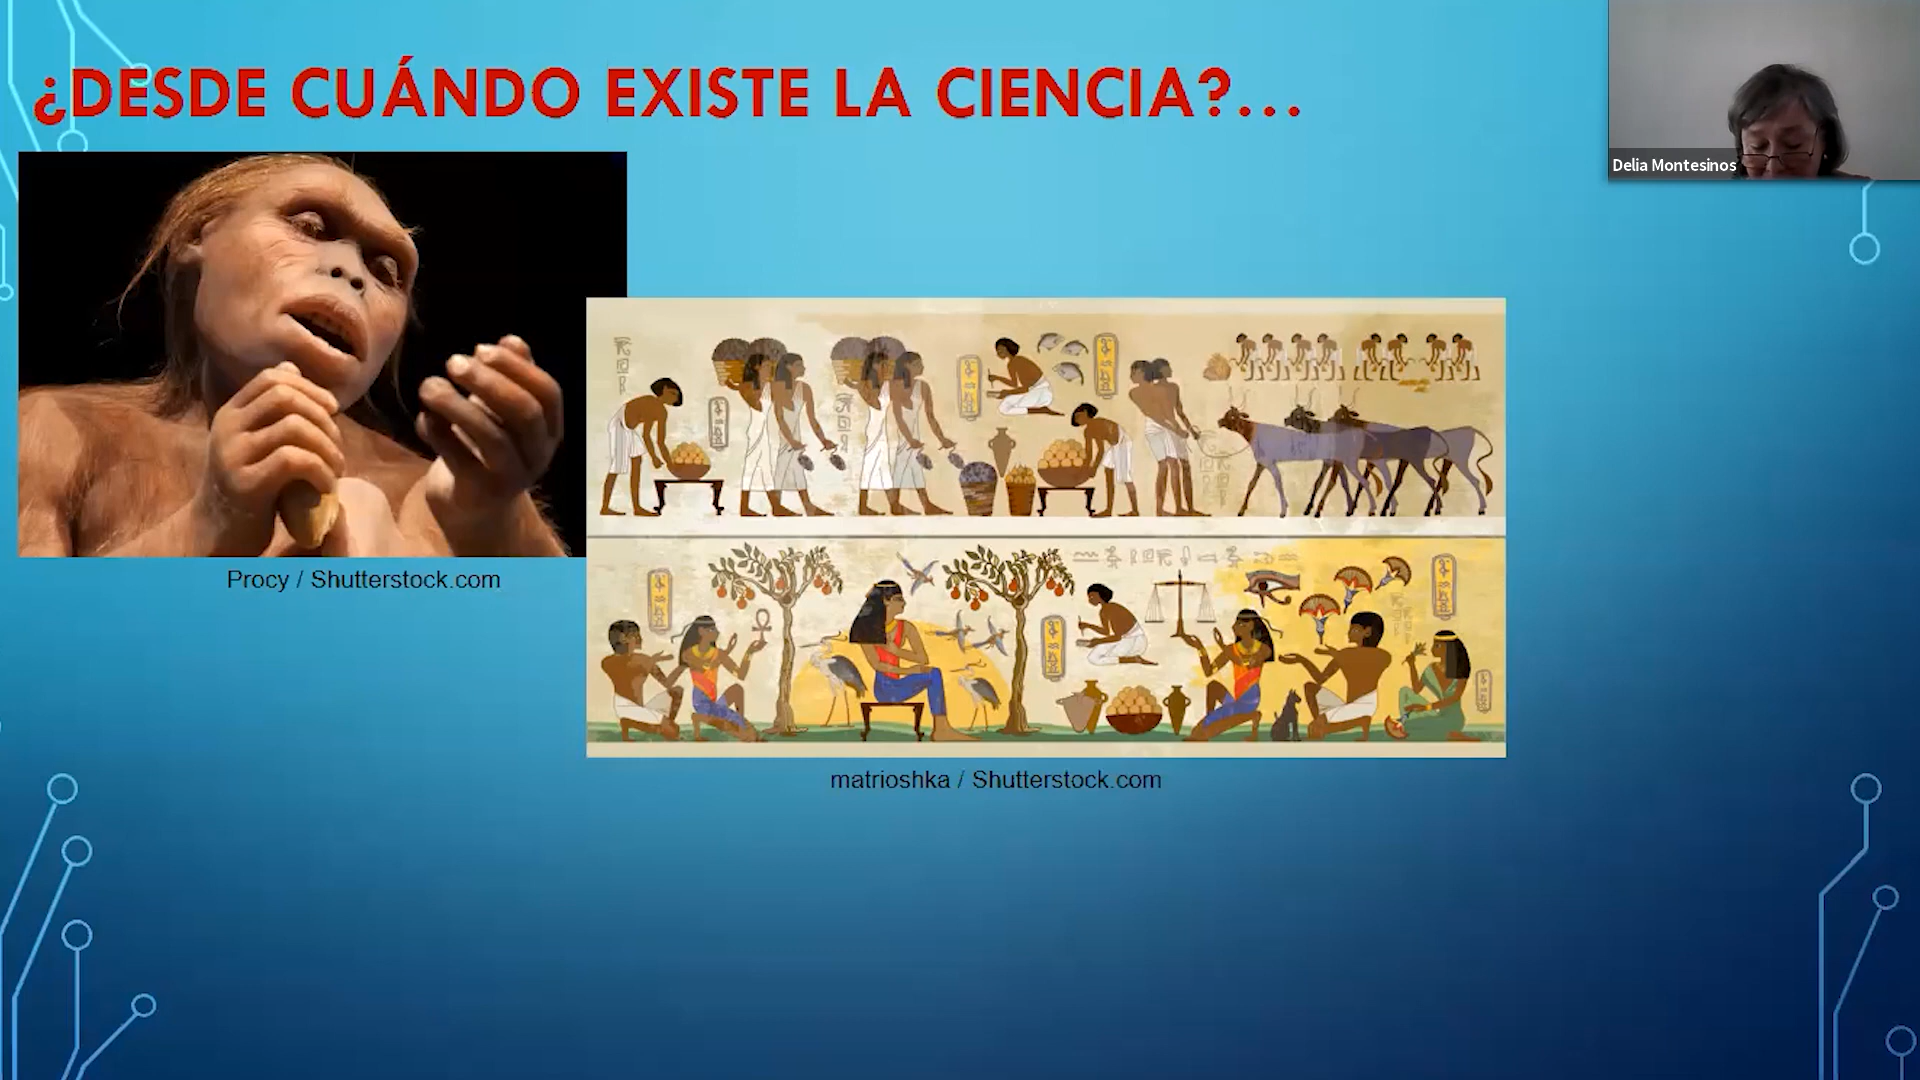 ¿DESDE CUÁNDO EXISTE LA CIENCIA?...
Delia Montesinos
Procy / Shutterstock.com
matrioshka / Shutterstock.com